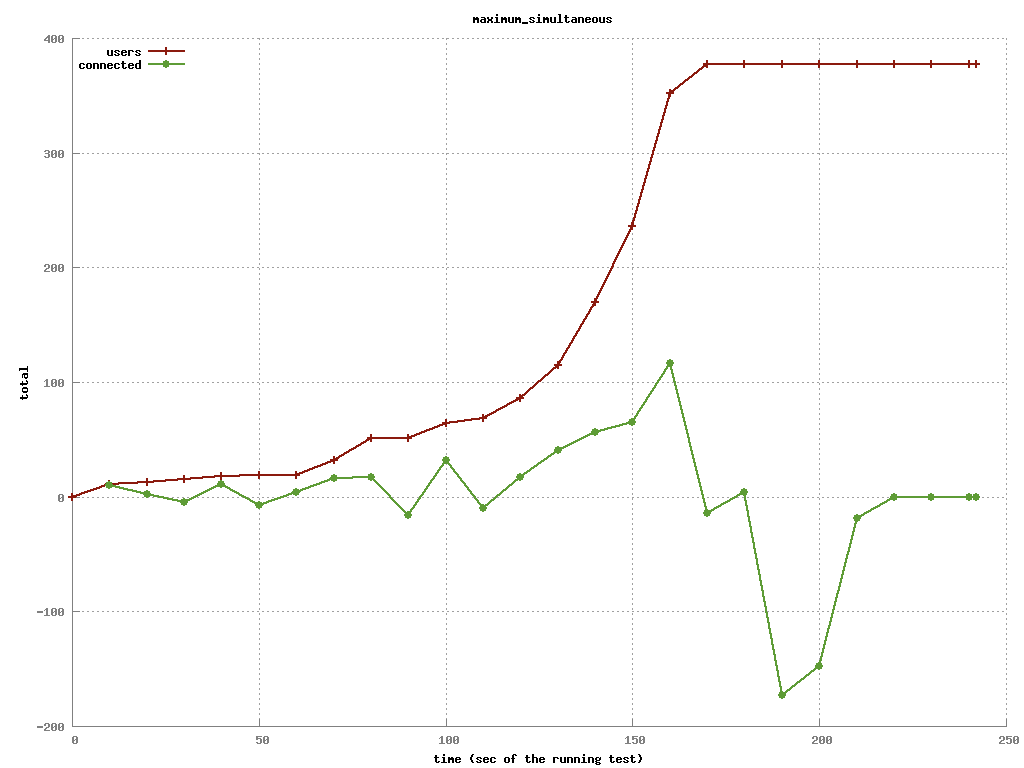 maximum_simultaneous
400
users
connected
300
200
total
100
0
-100
-200
0 50 100 150 200 250
time (sec of the running test)